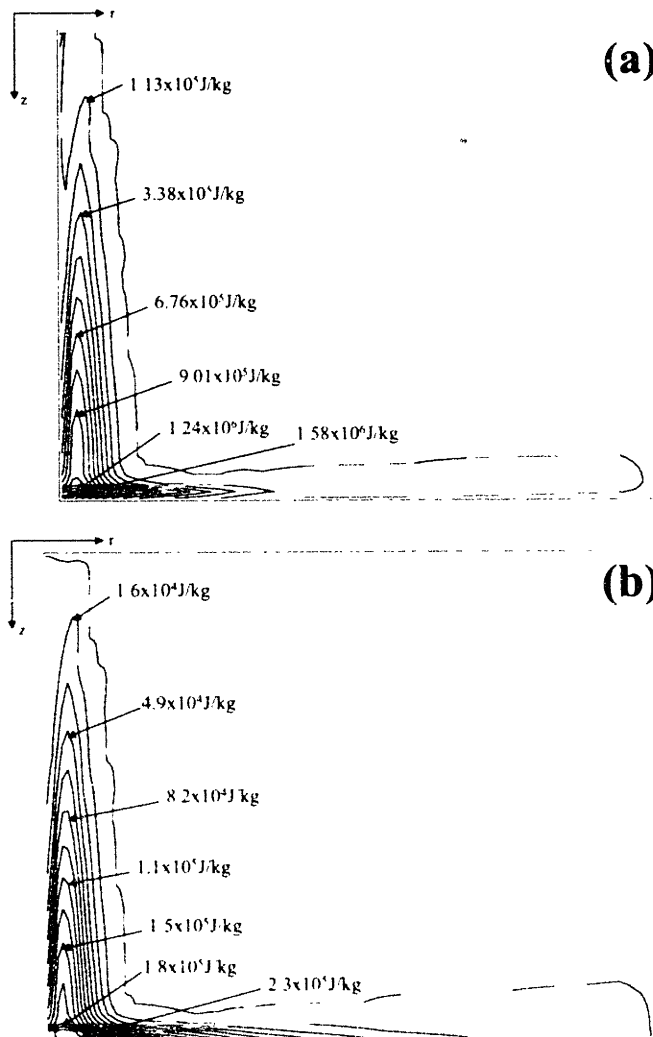 r
(a)
z
1 13x10⁵J/kg
3.38x10⁵J/kg
6.76x10⁵J/kg
9 01x10⁵J/kg
1 24x10⁶J/kg
1 58x10⁶J/kg
r
(b)
z
1 6x10⁴J/kg
4.9x10⁴J/kg
8 2x10⁴J/kg
1.1x10⁵J/kg
1 5x10⁵J/kg
1 8x10⁵J/kg
2 3x10⁵J/kg